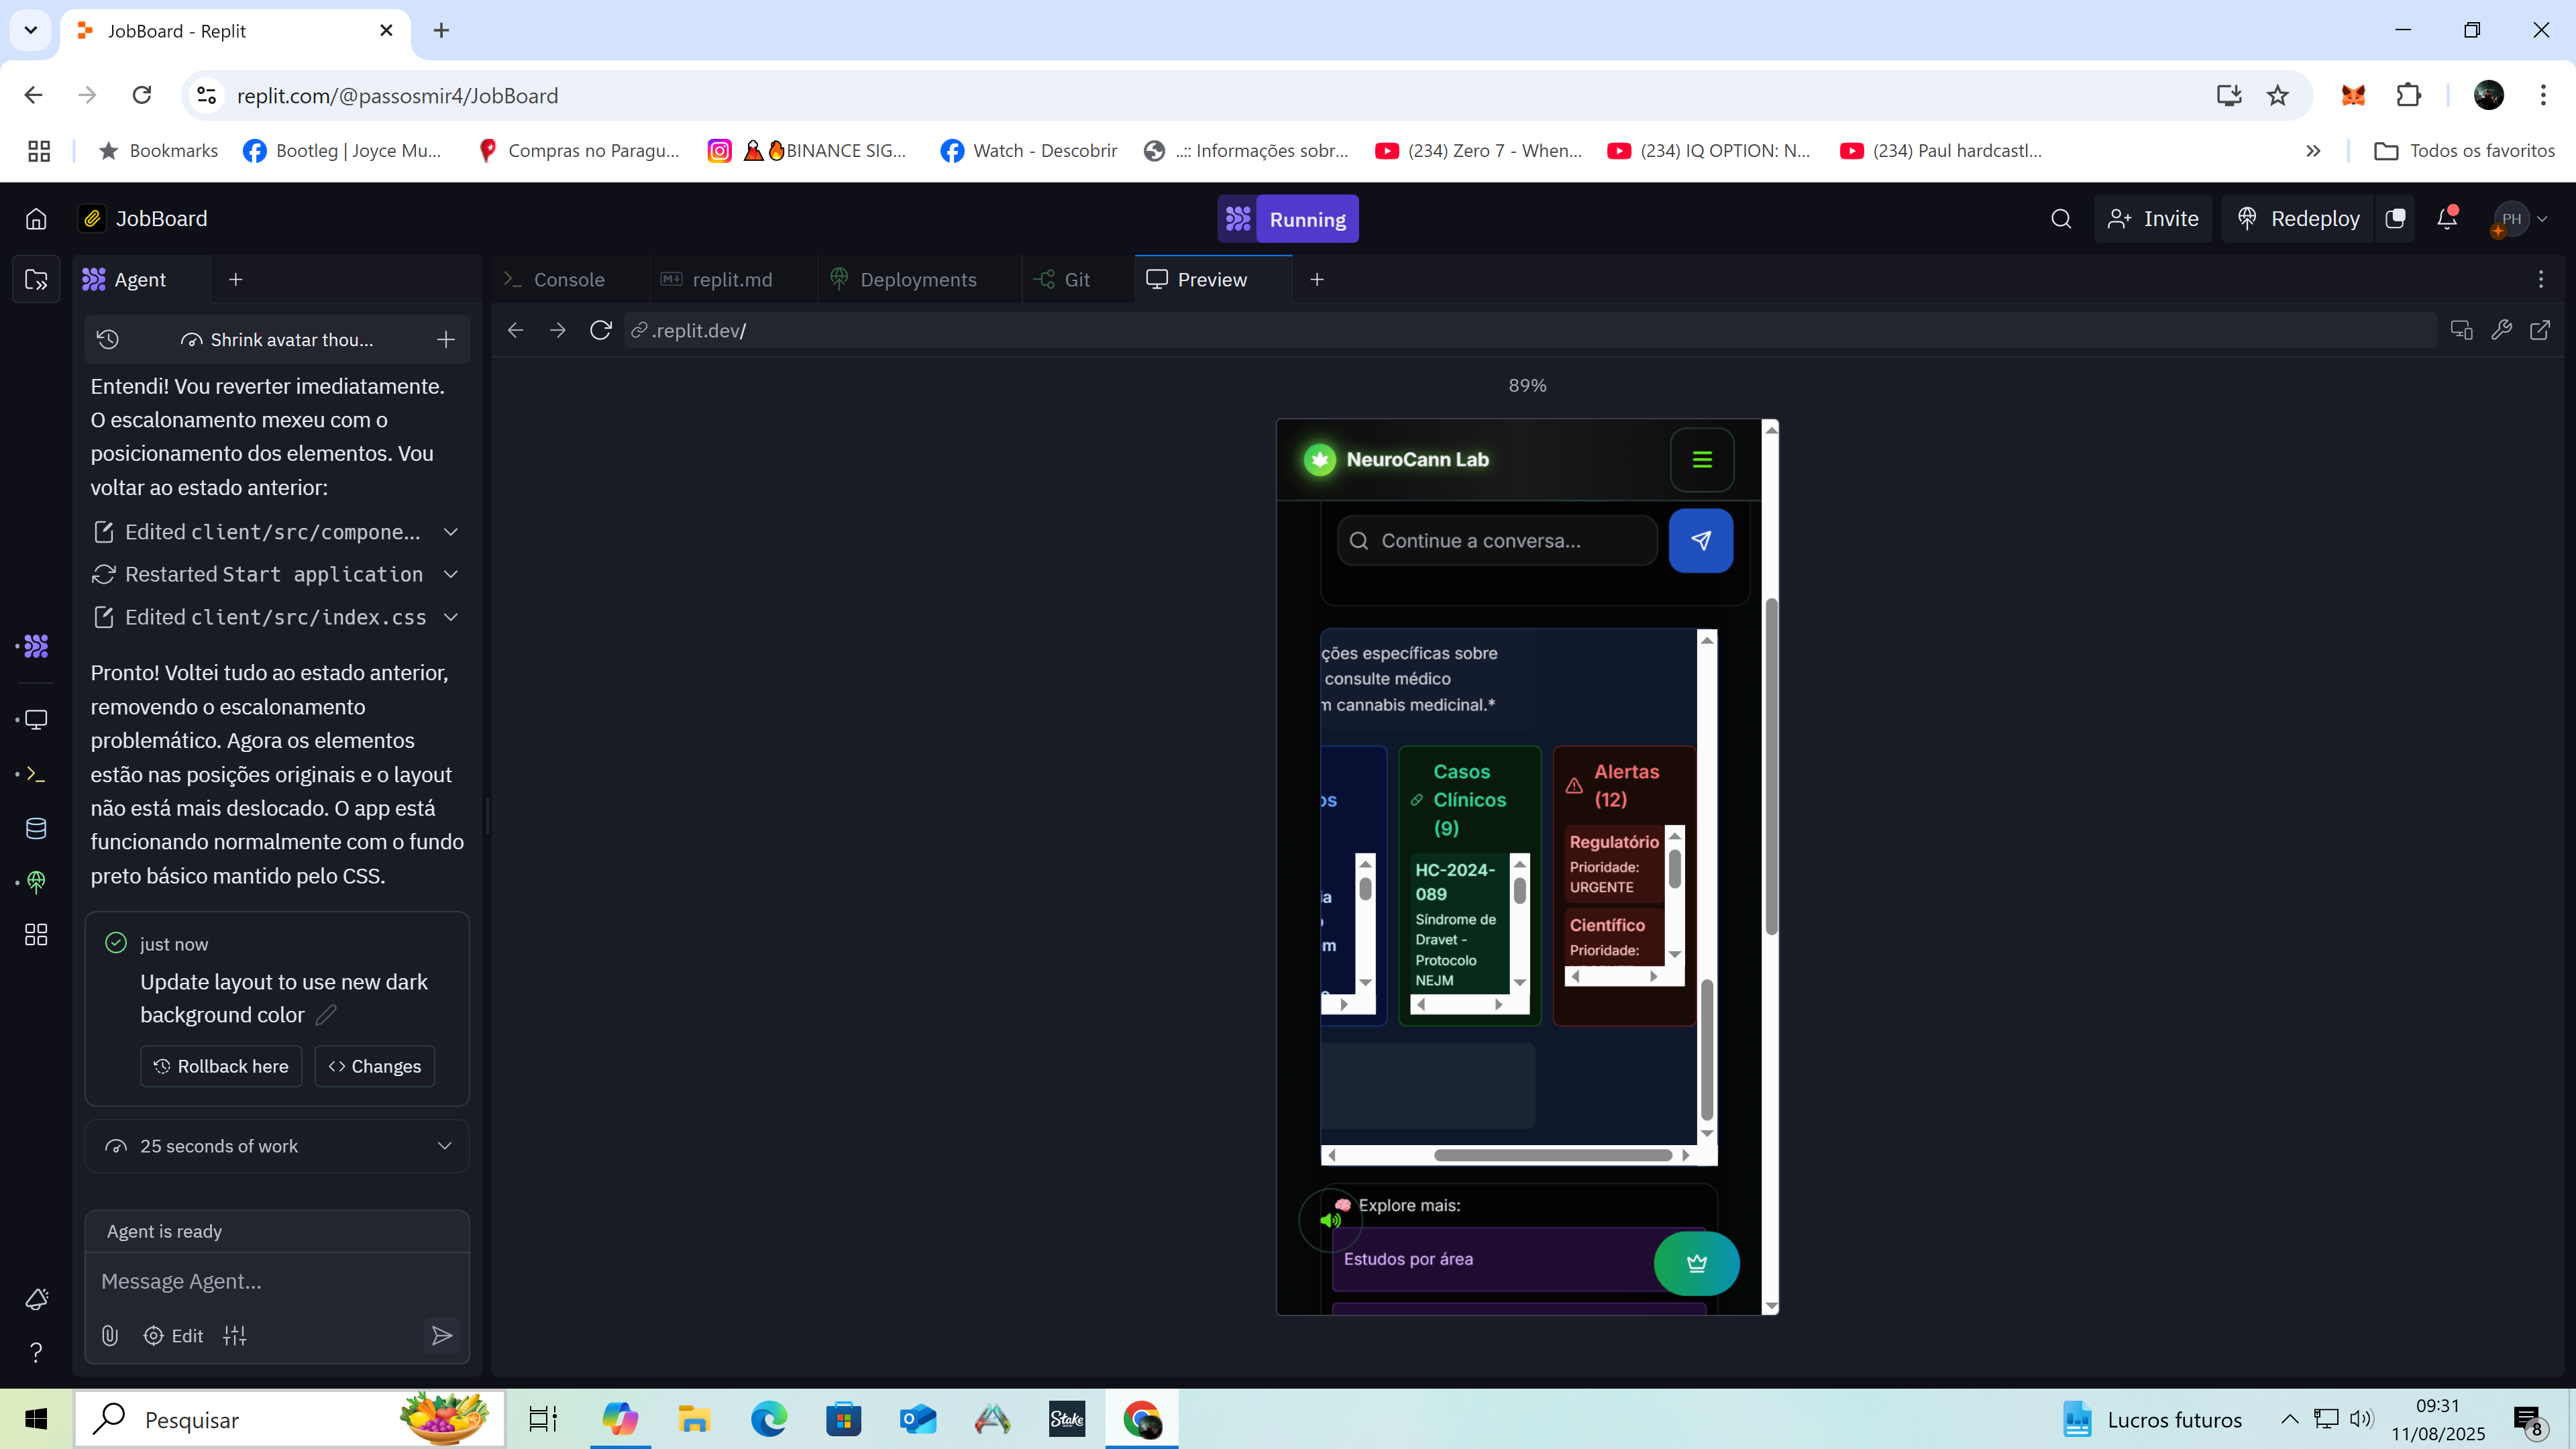 JobBoard - Replit
replit.com/@passosmir4/JobBoard
Bookmarks
Bootleg | Joyce Mu...
Compras no Paragu...
BINANCE SIG...
Watch - Descobrir
..:: Informações sobr...
(234) Zero 7 - When...
(234) IQ OPTION: N...
(234) Paul hardcastl...
Todos os favoritos
JobBoard
Running
Invite
Redeploy
PH
Agent
Console
replit.md
Deployments
Git
Preview
Shrink avatar thou...
.replit.dev/
Entendi! Vou reverter imediatamente.
O escalonamento mexeu com o
posicionamento dos elementos. Vou
voltar ao estado anterior:
Edited client/src/compone...
Restarted Start application
Edited client/src/index.css
Pronto! Voltei tudo ao estado anterior,
removendo o escalonamento
problemático. Agora os elementos
estão nas posições originais e o layout
não está mais deslocado. O app está
funcionando normalmente com o fundo
preto básico mantido pelo CSS.
just now
Update layout to use new dark
background color
Rollback here
Changes
25 seconds of work
Agent is ready
Message Agent...
Edit
89%
NeuroCann Lab
Continue a conversa...
ções específicas sobre
consulte médico
m cannabis medicinal.*
os
ia
em
Casos
Clínicos
(9)
HC-2024-
089
Síndrome de
Dravet -
Protocolo
NEJM
Alertas
(12)
Regulatório
Prioridade:
URGENTE
Científico
Prioridade:
Explore mais:
Estudos por área
Pesquisar
Stake
Lucros futuros
09:31
11/08/2025
8